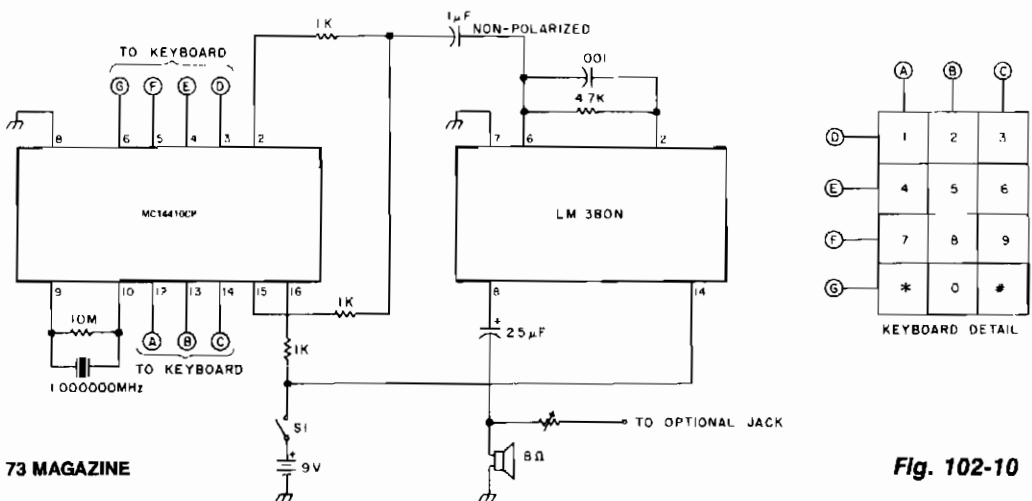 1K
1µF
NON-POLARIZED
TO KEYBOARD
G F E D
001
4.7K
8 6 5 4 3 2
7 6 2
MC14410CP
LM 380N
9 10 12 13 14 15 16
8 14
10M
1.000000MHz
A B C
TO KEYBOARD
1K
1K
+
25µF
S1
+
9V
TO OPTIONAL JACK
8Ω
A B C
D 1 2 3
E 4 5 6
F 7 8 9
G * 0 #
KEYBOARD DETAIL
73 MAGAZINE
Fig. 102-10